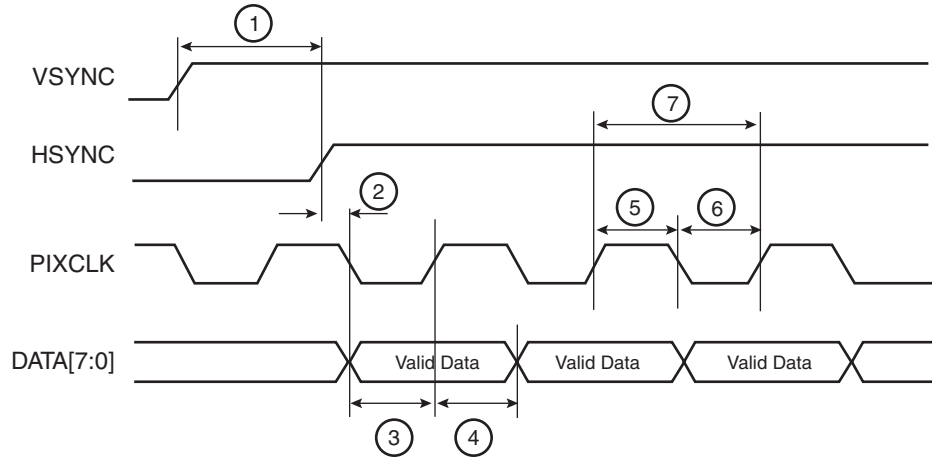 1
VSYNC
7
HSYNC
2
5
6
PIXCLK
DATA[7:0]
Valid Data
Valid Data
Valid Data
3
4